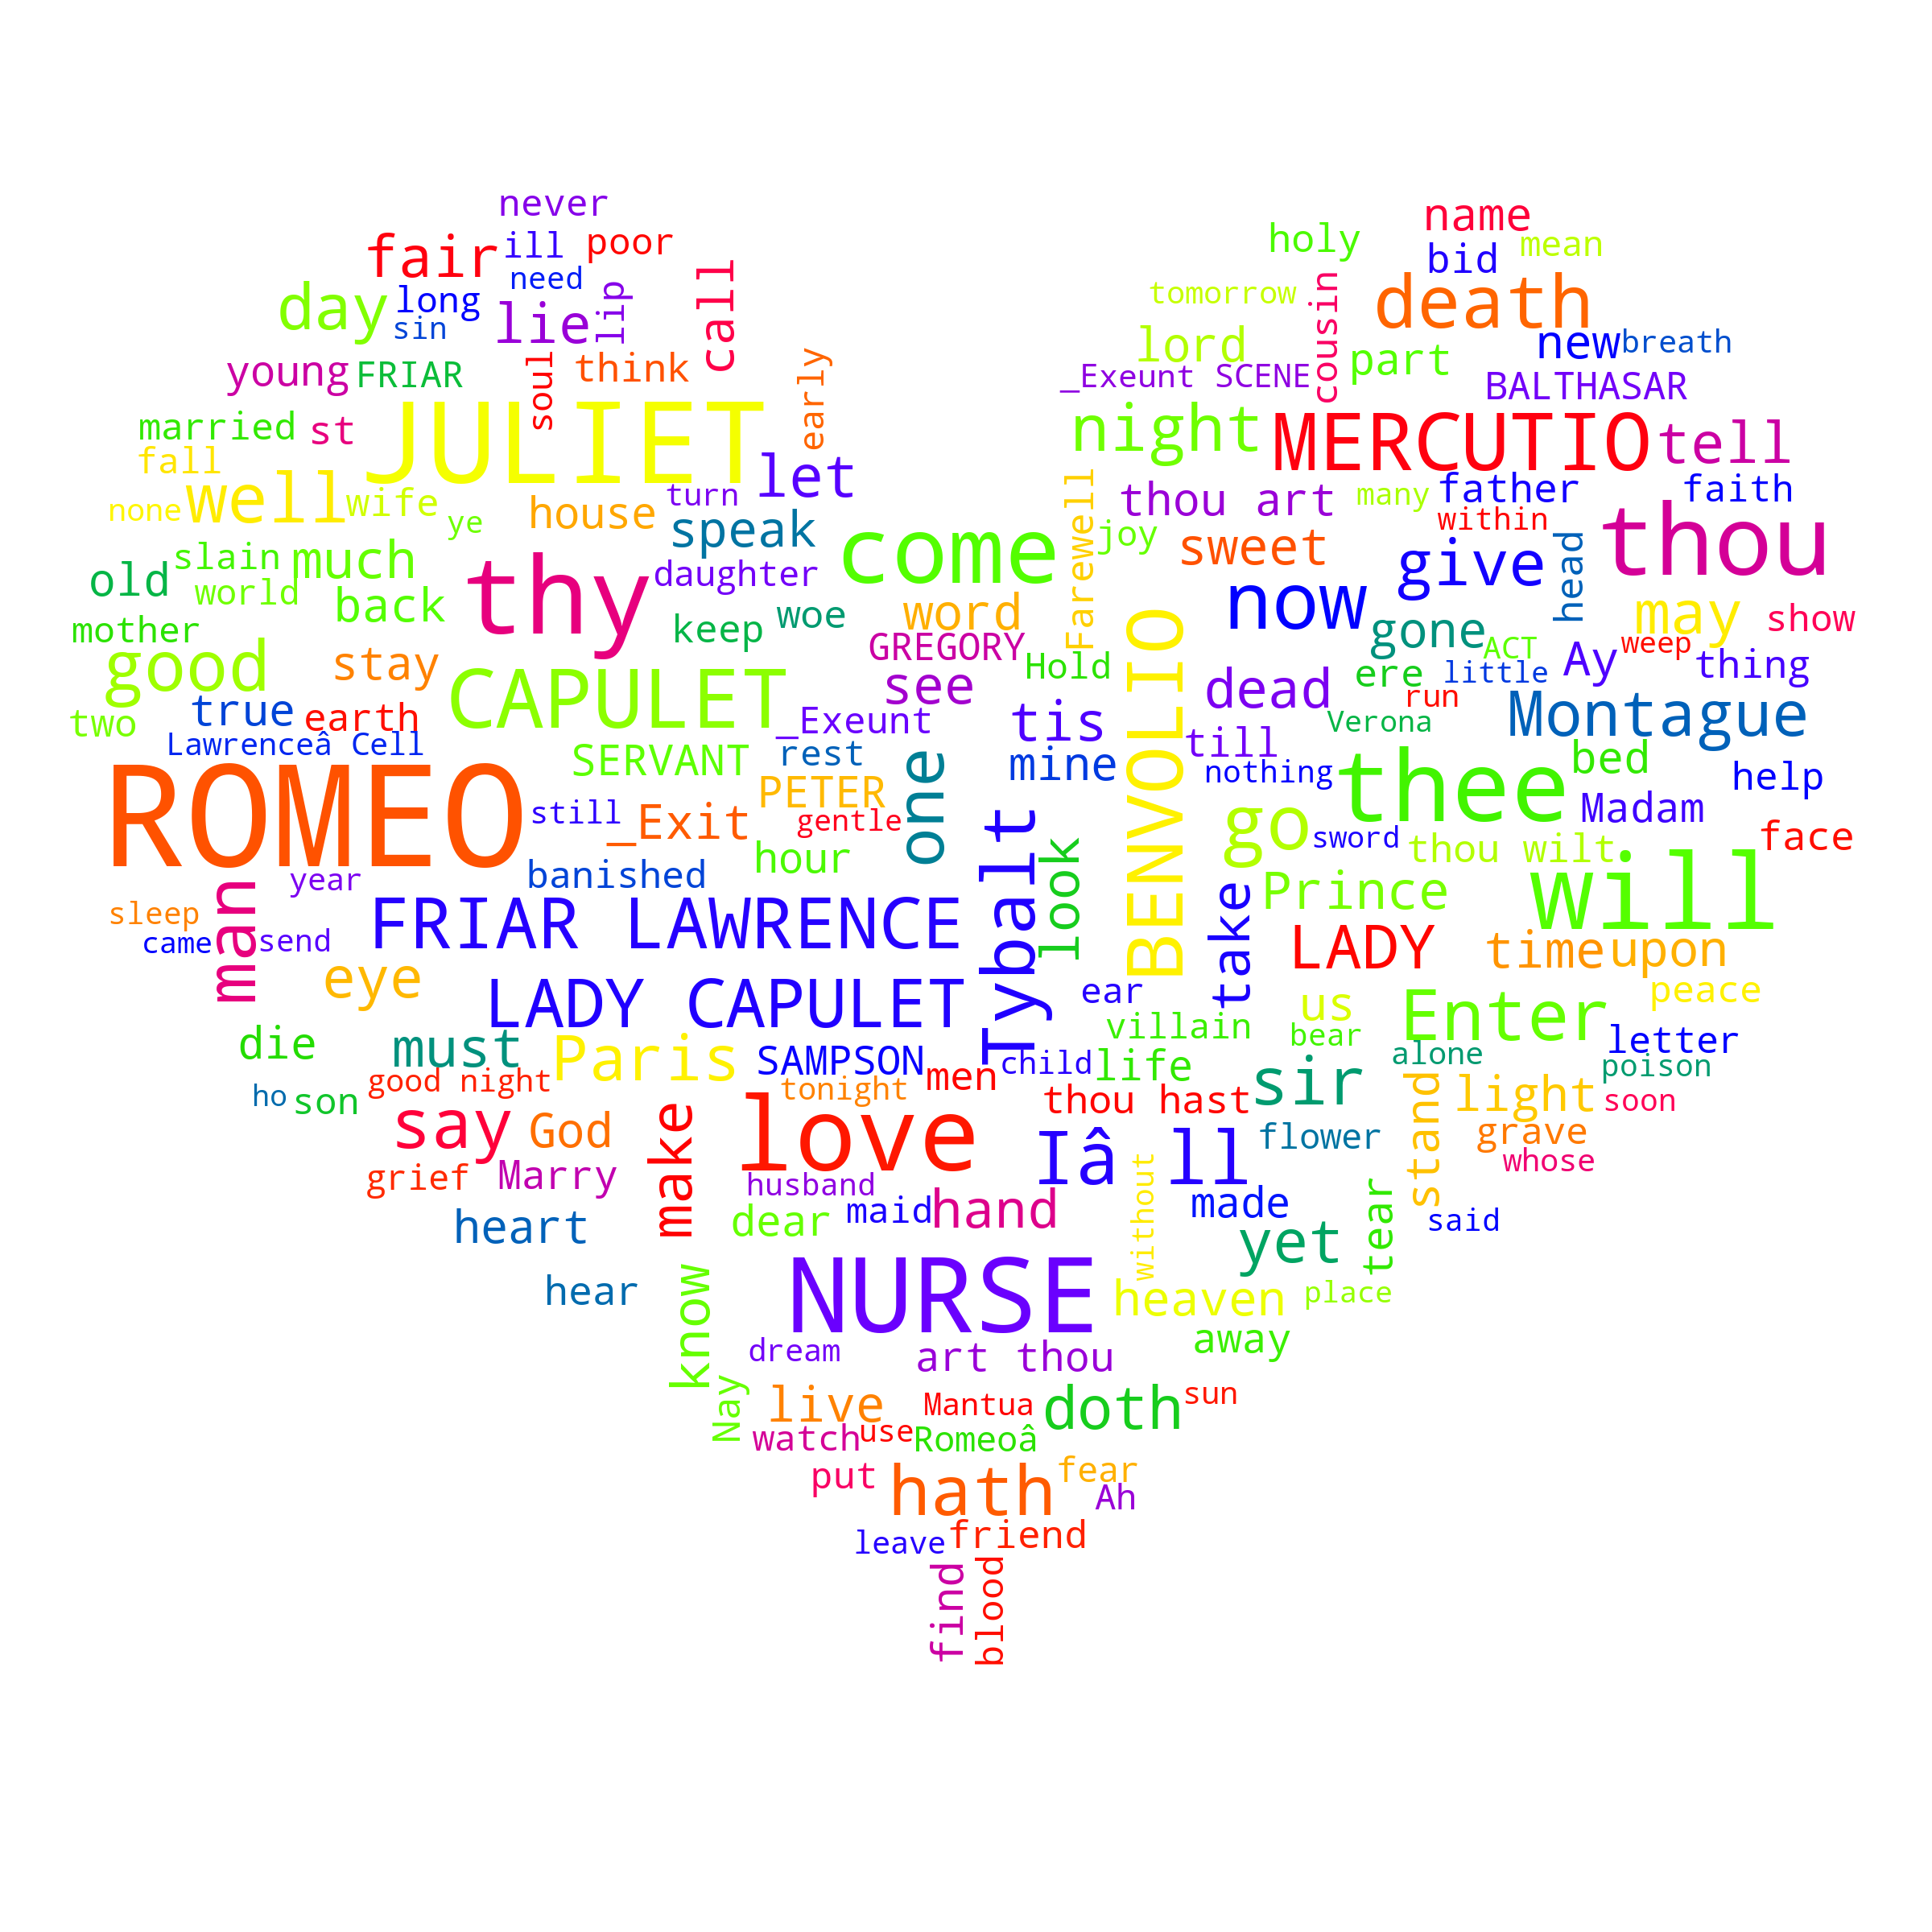 never
name
fair ill poor
holy bid mean
day long need lip call
tomorrow cousin death
sin lie
lord new breath
young FRIAR soul think early
_Exeunt SCENE part BALTHASAR
married st JULIET
night MERCUTIO tell
fall let
well wife turn
thou art many father faith
none ye house speak come Farewell joy
sweet within give head thou
slain much thy daughter
old world back keep woe word
now may show
mother GREGORY BENVOLIO gone ACT weep
good stay CAPULET see Hold
dead ere little Ay thing
two true earth _Exeunt tis
run Verona Montague
Lawrenceâ Cell SERVANT rest mine till
ROMEO PETER one nothing thee bed help
still _Exit gentle Tybalt look go sword Madam face
banished hour thou wilt
year man take Prince will
sleep FRIAR LAWRENCE
came send LADY time upon
eye LADY CAPULET ear us Enter peace
die must Paris SAMPSON child villain bear letter
good night tonight men life sir alone poison
ho son thou hast stand light soon
say God make love Iâ ll flower grave
grief Marry husband without whose
heart dear maid hand made yet tear said
hear know NURSE heaven place
dream art thou away
Nay live Mantua doth sun
watch use Romeoâ
put hath fear
Ah
leave friend
find blood